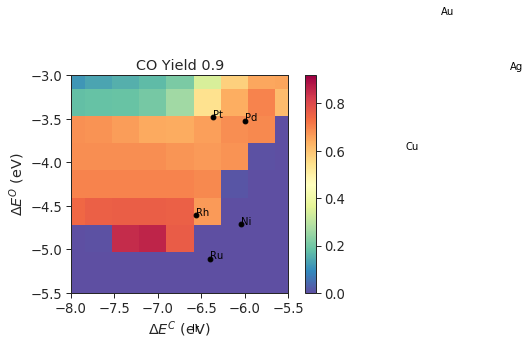 Au
Ag
CO Yield 0.9
−3.0
−3.5
−4.0
−4.5
−5.0
−5.5
−8.0 −7.5 −7.0 −6.5 −6.0 −5.5
ΔE^O (eV)
ΔE^C (eV)
Pt
Pd
Cu
Rh
Ni
Ru
Ir
0.8
0.6
0.4
0.2
0.0